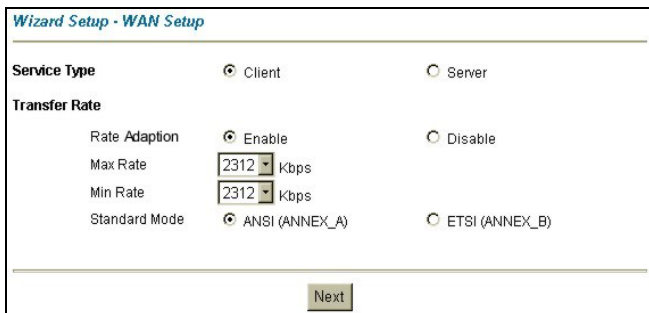 Wizard Setup - WAN Setup
Service Type Client Server
Transfer Rate
Rate Adaption Enable Disable
Max Rate 2312 Kbps
Min Rate 2312 Kbps
Standard Mode ANSI (ANNEX_A) ETSI (ANNEX_B)
Next